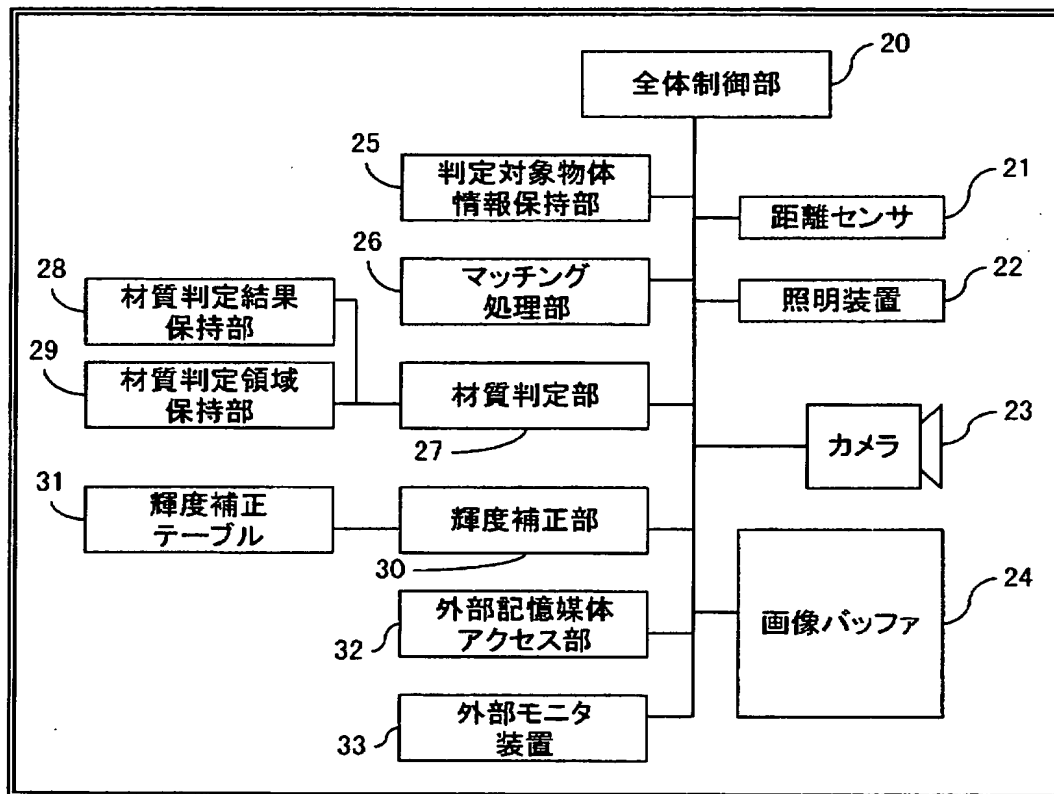 20
全体制御部
25
判定対象物体
情報保持部
21
距離センサ
26
マッチング
処理部
22
照明装置
28
材質判定結果
保持部
29
材質判定領域
保持部
材質判定部
27
カメラ
23
31
輝度補正
テーブル
輝度補正部
30
24
画像バッファ
外部記憶媒体
アクセス部
32
外部モニタ
装置
33